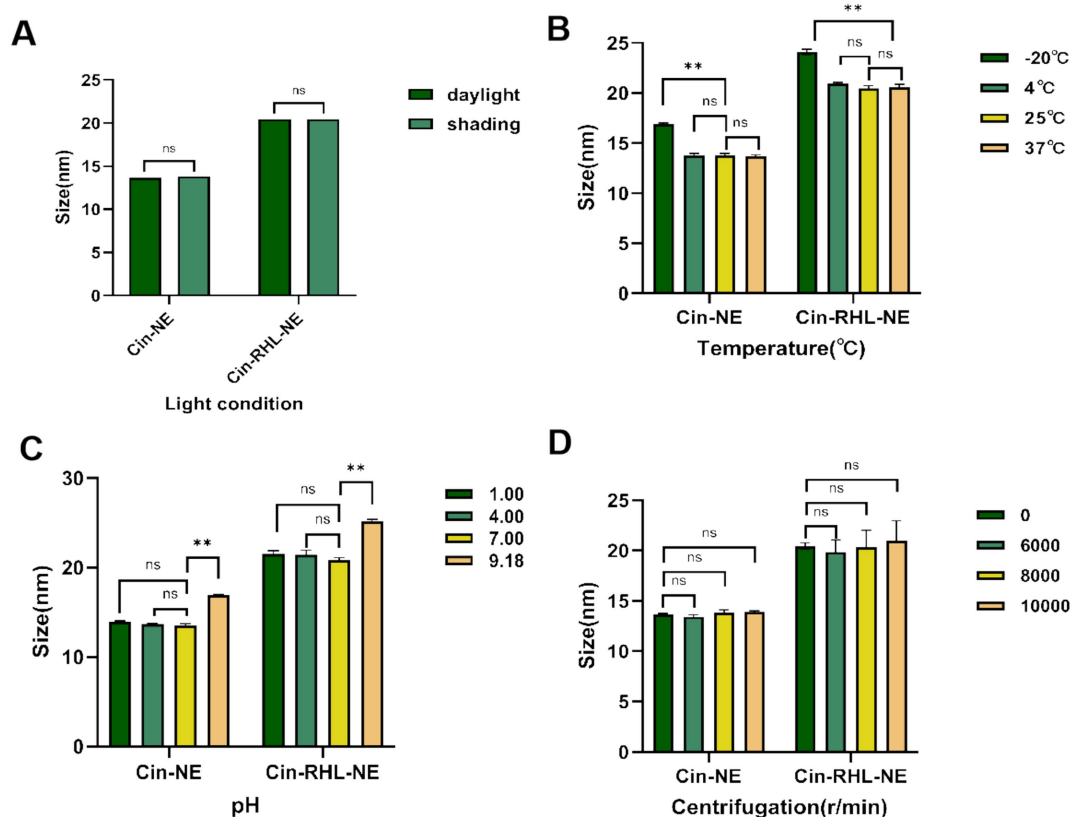 A
25
20
15
10
5
0
Size(nm)
ns
ns
daylight
shading
Cin-NE
Cin-RHL-NE
Light condition
B
25
20
15
10
5
0
Size(nm)
**
ns
ns
**
ns
ns
-20℃
4℃
25℃
37℃
Cin-NE
Cin-RHL-NE
Temperature(℃)
C
30
20
10
0
Size(nm)
ns
ns
**
ns
ns
**
1.00
4.00
7.00
9.18
Cin-NE
Cin-RHL-NE
pH
D
25
20
15
10
5
0
Size(nm)
ns
ns
ns
ns
ns
ns
0
6000
8000
10000
Cin-NE
Cin-RHL-NE
Centrifugation(r/min)